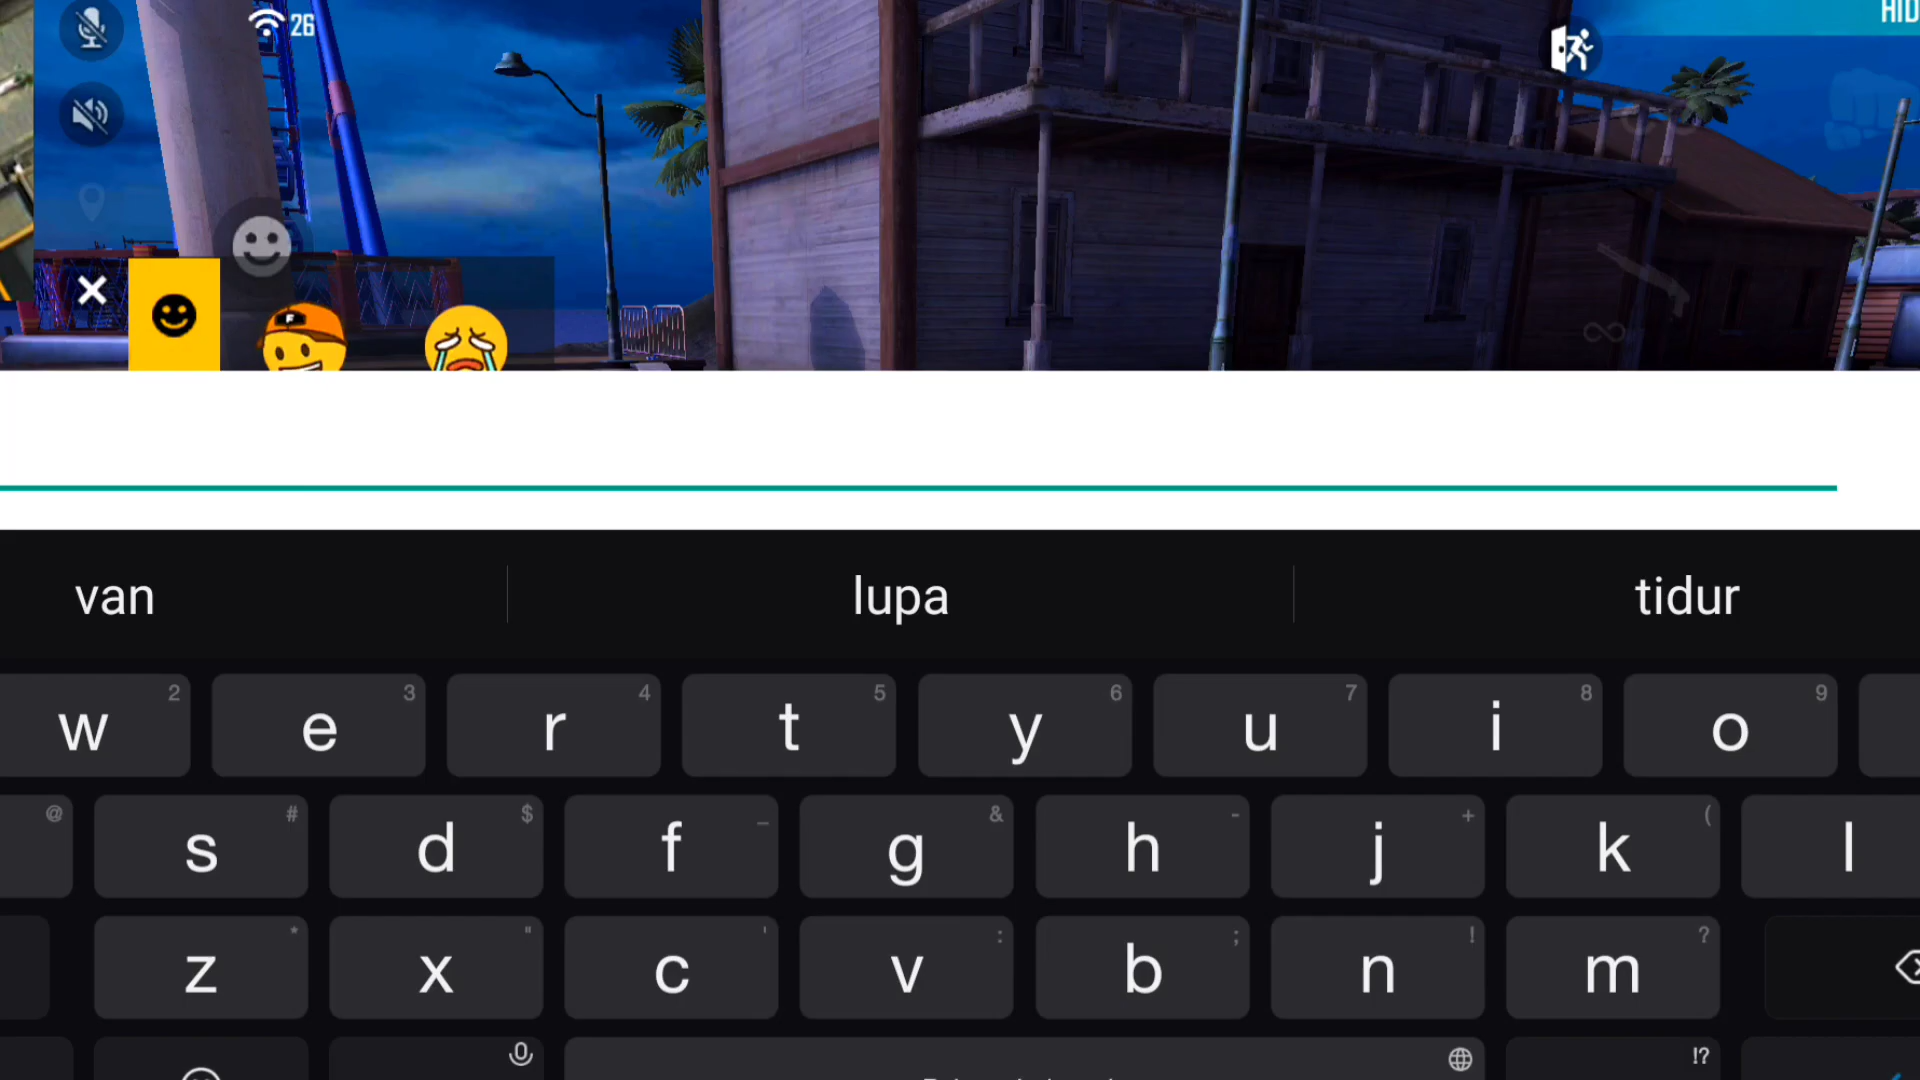 26
HID
van lupa tidur
2 3 4 5 6 7 8 9
w e r t y u i o
@ # $ _ & - + (
s d f g h j k l
* " ' : ; ! ?
z x c v b n m
!?